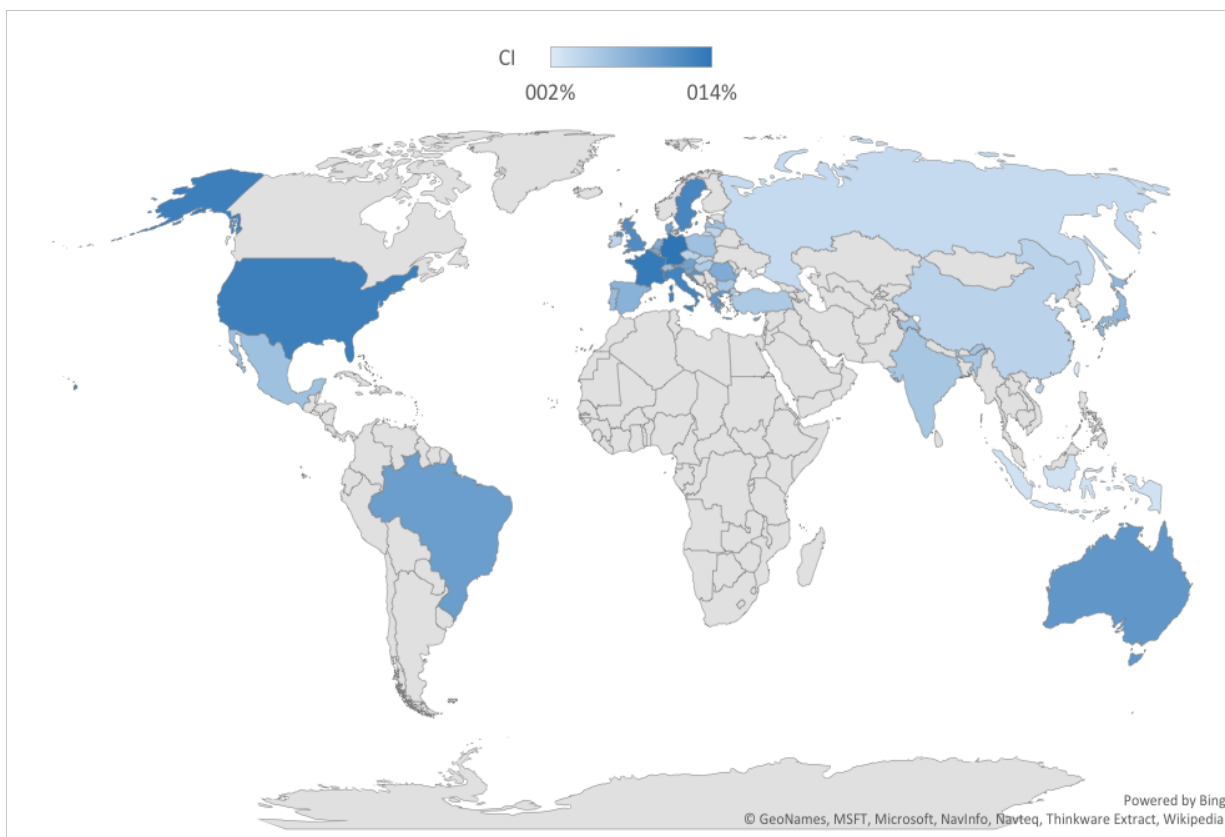 CI
002% 014%
Powered by Bing
© GeoNames, MSFT, Microsoft, NavInfo, Navteq, Thinkware Extract, Wikipedia